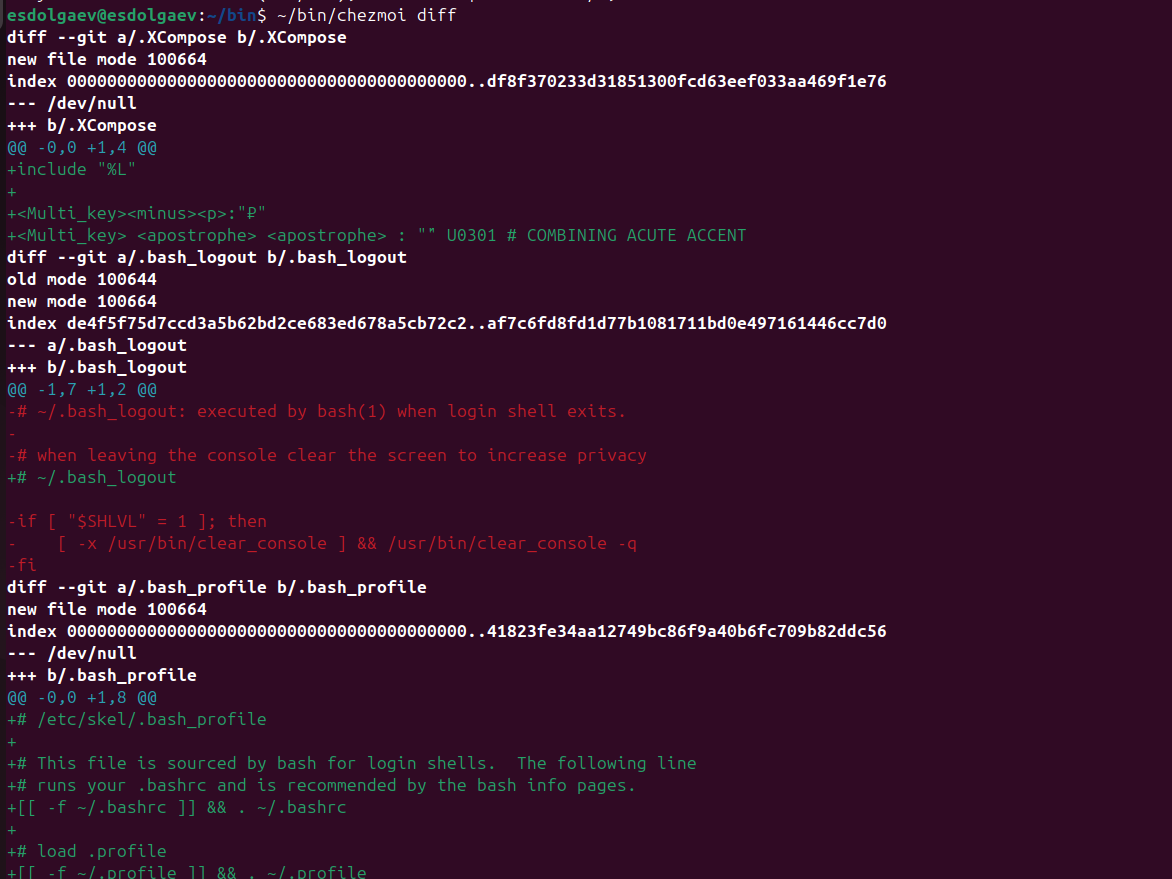 esdolgaev@esdolgaev:~/bin$ ~/bin/chezmoi diff
diff --git a/.XCompose b/.XCompose
new file mode 100664
index 0000000000000000000000000000000000000000..df8f370233d31851300fcd63eef033aa469f1e76
--- /dev/null
+++ b/.XCompose
@@ -0,0 +1,4 @@
+include "%L"
+
+<Multi_key><minus><p>:"₽"
+<Multi_key> <apostrophe> <apostrophe> : "́" U0301 # COMBINING ACUTE ACCENT
diff --git a/.bash_logout b/.bash_logout
old mode 100644
new mode 100664
index de4f5f75d7ccd3a5b62bd2ce683ed678a5cb72c2..af7c6fd8fd1d77b1081711bd0e497161446cc7d0
--- a/.bash_logout
+++ b/.bash_logout
@@ -1,7 +1,2 @@
-# ~/.bash_logout: executed by bash(1) when login shell exits.
-
-# when leaving the console clear the screen to increase privacy
+# ~/.bash_logout

-if [ "$SHLVL" = 1 ]; then
-    [ -x /usr/bin/clear_console ] && /usr/bin/clear_console -q
-fi
diff --git a/.bash_profile b/.bash_profile
new file mode 100664
index 0000000000000000000000000000000000000000..41823fe34aa12749bc86f9a40b6fc709b82ddc56
--- /dev/null
+++ b/.bash_profile
@@ -0,0 +1,8 @@
+# /etc/skel/.bash_profile
+
+# This file is sourced by bash for login shells.  The following line
+# runs your .bashrc and is recommended by the bash info pages.
+[[ -f ~/.bashrc ]] && . ~/.bashrc
+
+# load .profile
+[[ -f ~/.profile ]] && . ~/.profile